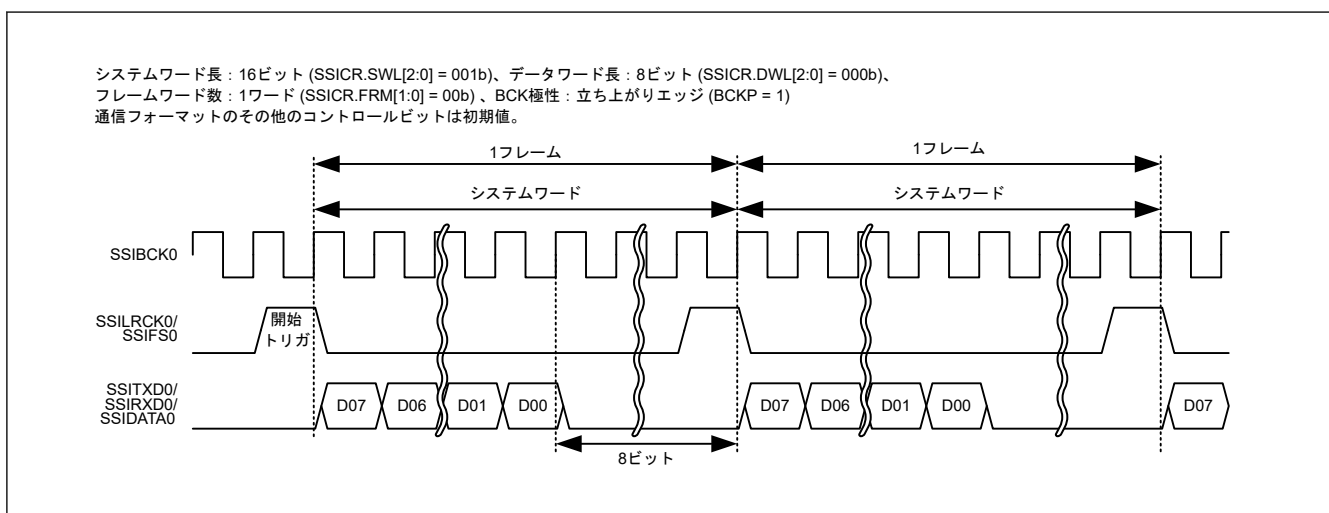 システムワード長：16ビット (SSICR.SWL[2:0] = 001b)、データワード長：8ビット (SSICR.DWL[2:0] = 000b)、
フレームワード数：1ワード (SSICR.FRM[1:0] = 00b) 、BCK極性：立ち上がりエッジ (BCKP = 1)
通信フォーマットのその他のコントロールビットは初期値。
1フレーム 1フレーム
システムワード システムワード
SSIBCK0
SSILRCK0/
SSIFS0
開始
トリガ
SSITXD0/
SSIRXD0/
SSIDATA0
D07 D06 D01 D00 D07 D06 D01 D00 D07
8ビット